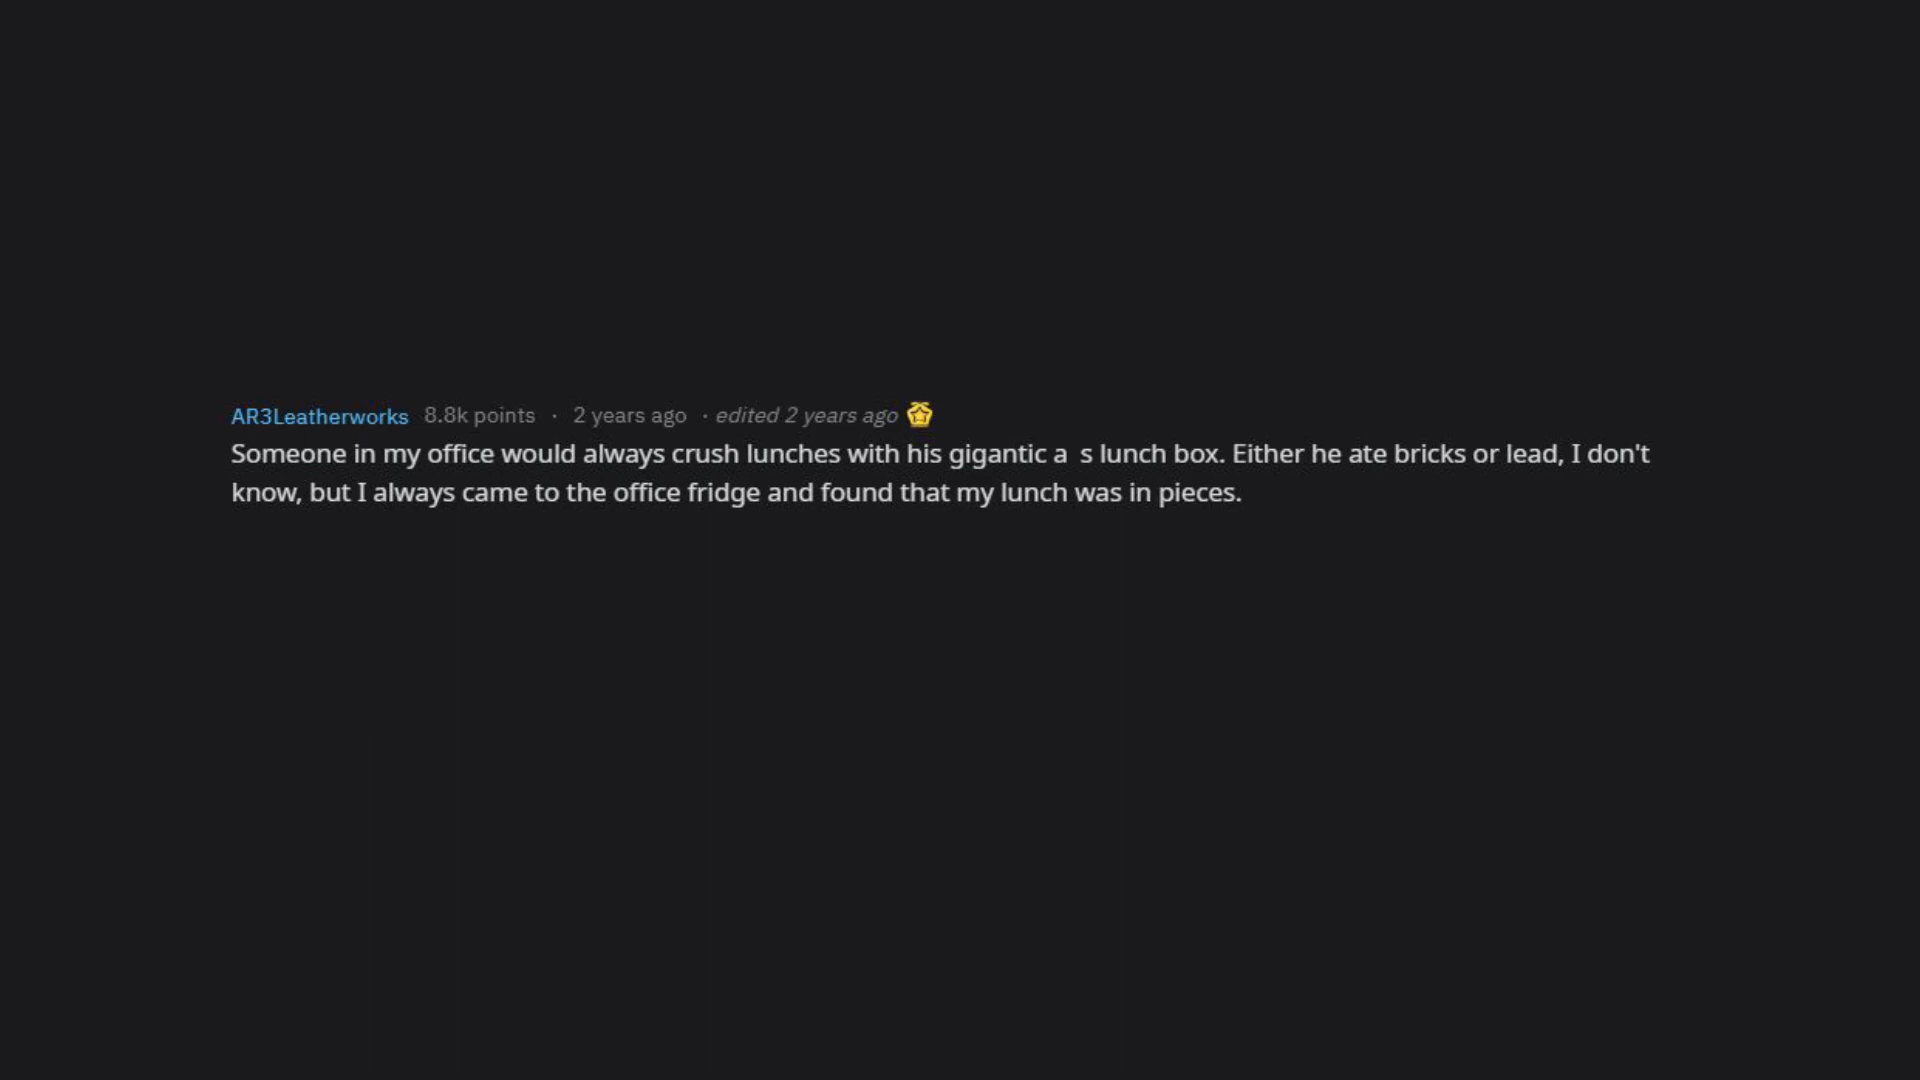 AR3Leatherworks 8.8k points · 2 years ago · edited 2 years ago
Someone in my office would always crush lunches with his gigantic a s lunch box. Either he ate bricks or lead, I don't
know, but I always came to the office fridge and found that my lunch was in pieces.